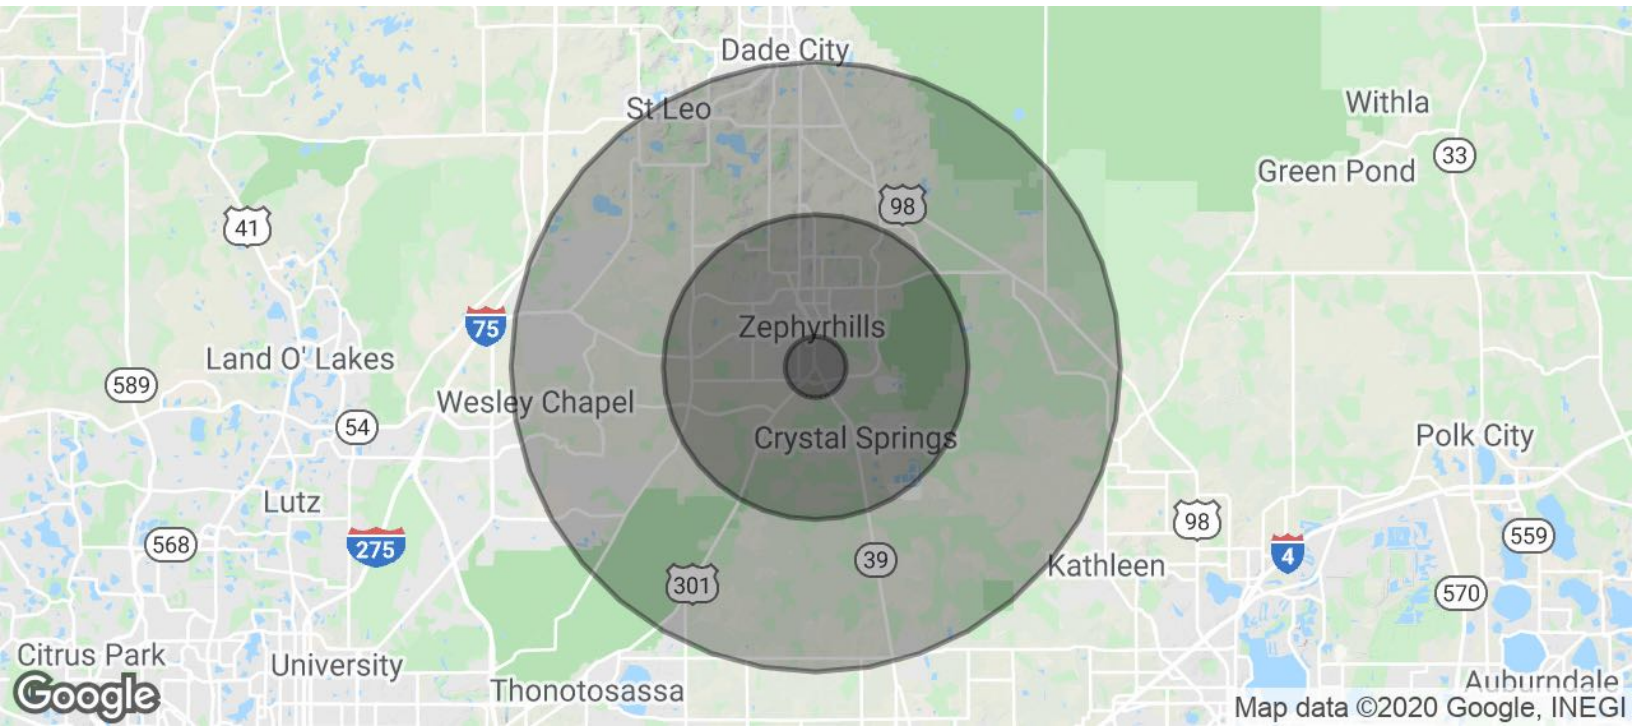 Dade City
St Leo
Withla
33
Green Pond
98
41
Zephyrhills
75
Land O' Lakes
589
Wesley Chapel
54
Crystal Springs
Polk City
Lutz
98
559
568
275
4
39
Kathleen
301
570
Citrus Park
University
Thonotosassa
Auburndale
Google
Map data ©2020 Google, INEGI